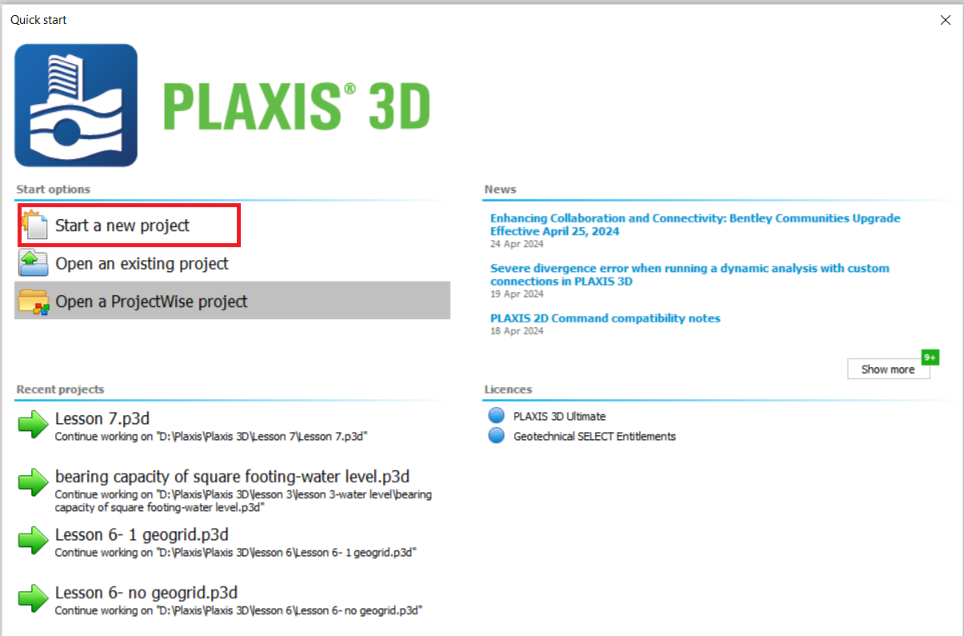 Quick start
PLAXIS® 3D
Start options
Start a new project
Open an existing project
Open a ProjectWise project
News
Enhancing Collaboration and Connectivity: Bentley Communities Upgrade
Effective April 25, 2024
24 Apr 2024
Severe divergence error when running a dynamic analysis with custom
connections in PLAXIS 3D
19 Apr 2024
PLAXIS 2D Command compatibility notes
18 Apr 2024
9+
Show more
Recent projects
Lesson 7.p3d
Continue working on "D:\Plaxis\Plaxis 3D\Lesson 7\Lesson 7.p3d"
bearing capacity of square footing-water level.p3d
Continue working on "D:\Plaxis\Plaxis 3D\lesson 3\lesson 3-water level\bearing
capacity of square footing-water level.p3d"
Lesson 6- 1 geogrid.p3d
Continue working on "D:\Plaxis\Plaxis 3D\lesson 6\Lesson 6- 1 geogrid.p3d"
Lesson 6- no geogrid.p3d
Continue working on "D:\Plaxis\Plaxis 3D\lesson 6\Lesson 6- no geogrid.p3d"
Licences
PLAXIS 3D Ultimate
Geotechnical SELECT Entitlements